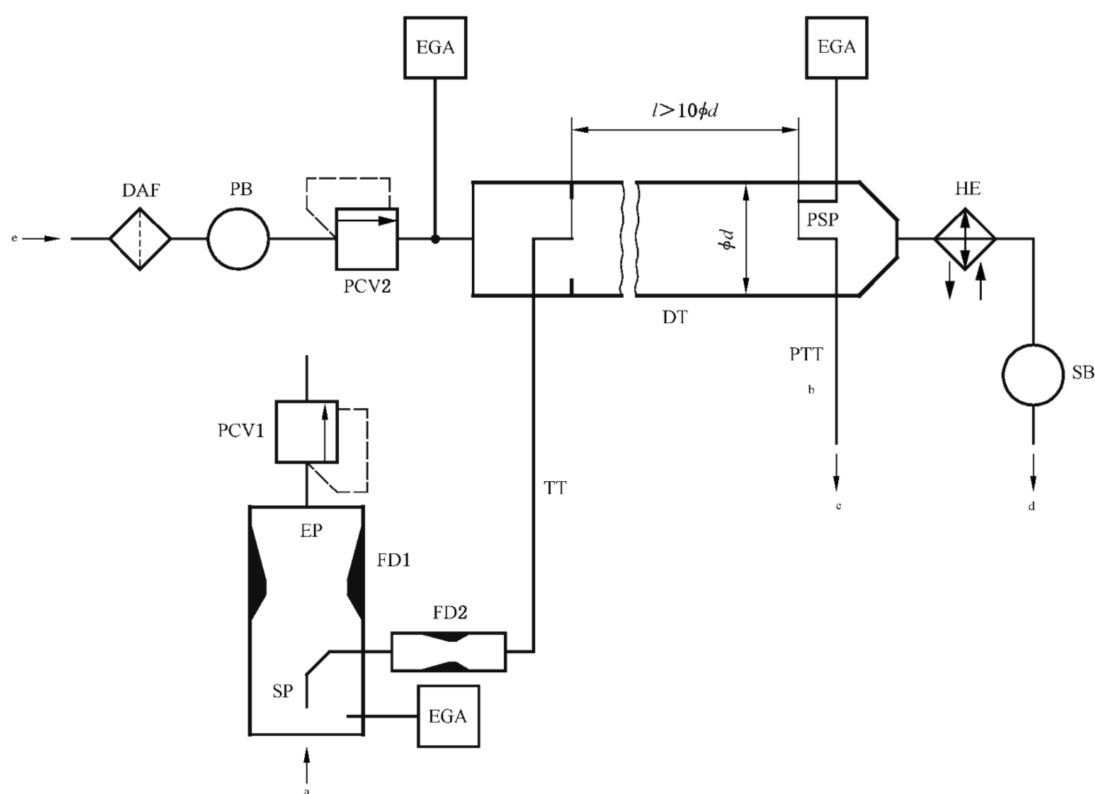 EGA
EGA
l>10ϕd
DAF
PB
HE
PSP
e
ϕd
PCV2
DT
PTT
SB
b
PCV1
TT
c
d
EP
FD1
FD2
SP
EGA
a